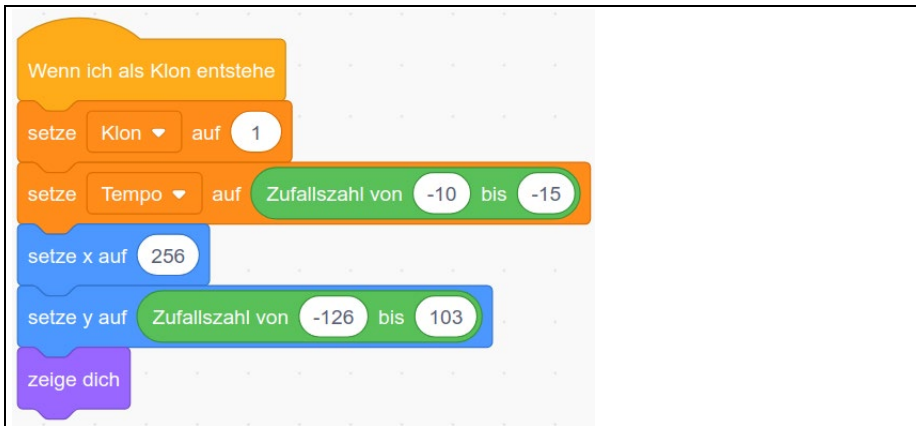 Wenn ich als Klon entstehe
setze Klon auf 1
setze Tempo auf Zufallszahl von -10 bis -15
setze x auf 256
setze y auf Zufallszahl von -126 bis 103
zeige dich